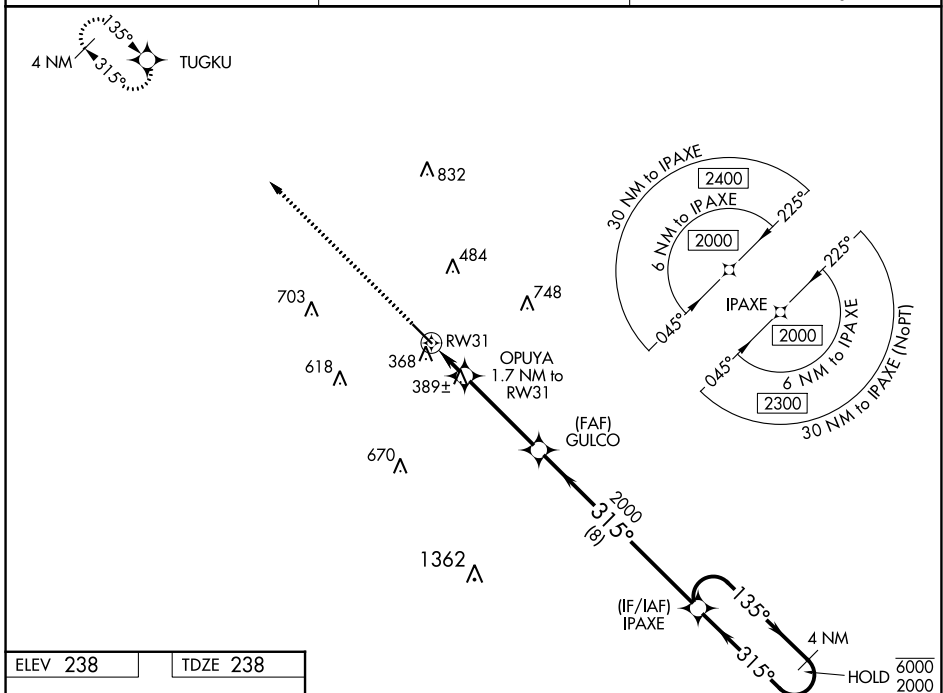 135°
4 NM
315°
TUGKU
832
484
703
748
618
368
RW31
389±
OPUYA
1.7 NM to
RW31
(FAF)
GULCO
670
1362
2000
315°
(8)
(IF/IAF)
IPAXE
135°
315°
4 NM
HOLD 6000
2000
30 NM to IPAXE
2400
6 NM to IPAXE
2000
225°
045°
IPAXE
225°
045°
2000
6 NM to IPAXE
2300
30 NM to IPAXE (NoPT)
ELEV 238
TDZE 238